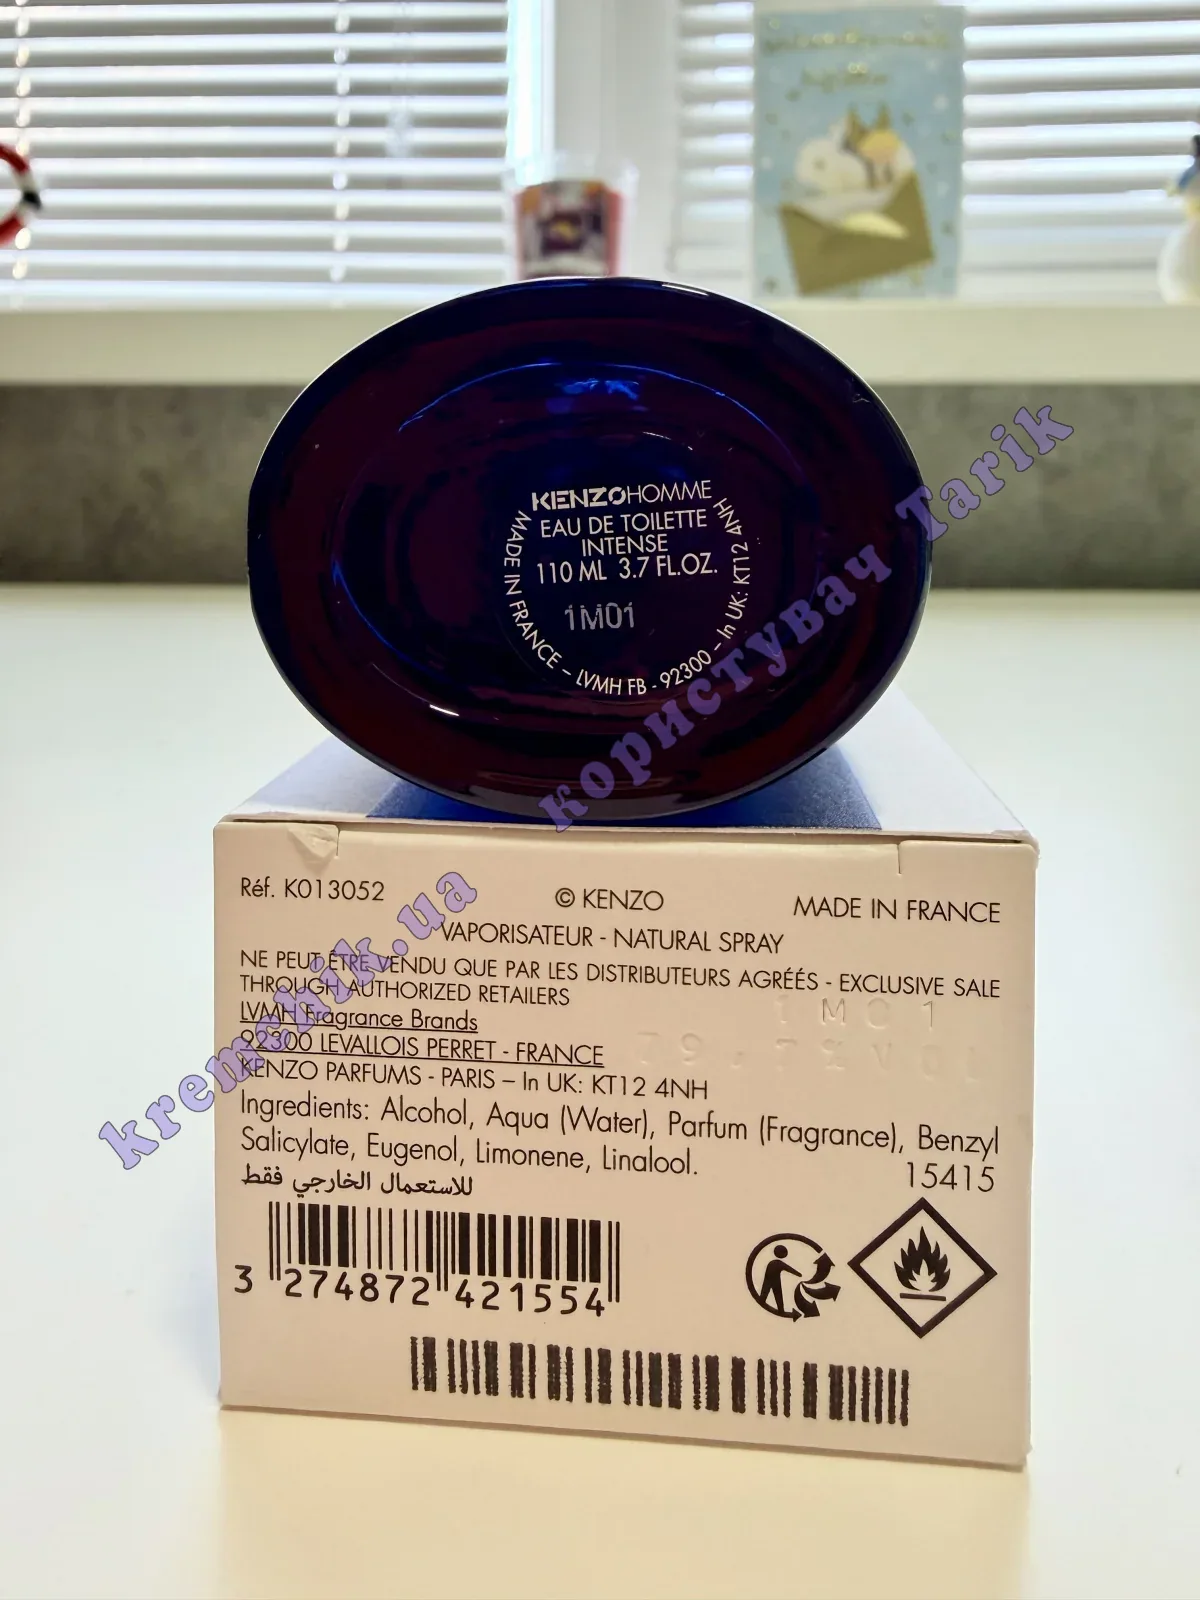 KENZOHOMME
EAU DE TOILETTE
INTENSE
110 ML 3.7 FL.OZ.
1M01
MADE IN FRANCE – LVMH FB - 92300 – In UK: KT12 4NH
користувач Tarik
kremchik.ua
Réf. K013052
© KENZO
MADE IN FRANCE
VAPORISATEUR - NATURAL SPRAY
NE PEUT ÊTRE VENDU QUE PAR LES DISTRIBUTEURS AGRÉÉS - EXCLUSIVE SALE
THROUGH AUTHORIZED RETAILERS
1M01
LVMH Fragrance Brands
92300 LEVALLOIS PERRET - FRANCE
79.7%V01
KENZO PARFUMS - PARIS – In UK: KT12 4NH
Ingredients: Alcohol, Aqua (Water), Parfum (Fragrance), Benzyl
Salicylate, Eugenol, Limonene, Linalool.
15415
للاستعمال الخارجي فقط
3 274872 421554